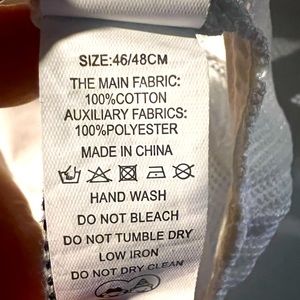 SIZE:46/48CM
THE MAIN FABRIC:
100%COTTON
AUXILIARY FABRICS:
100%POLYESTER
MADE IN CHINA
HAND WASH
DO NOT BLEACH
DO NOT TUMBLE DRY
LOW IRON
DO NOT DRY CLEAN